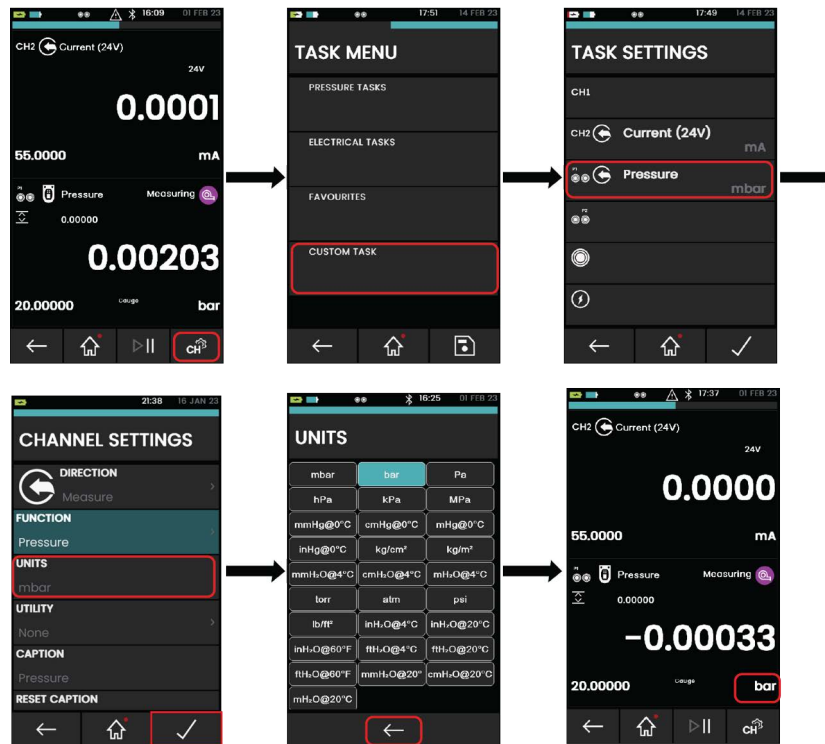 16:09 01 FEB 23
CH2 Current (24V)
24V
0.0001
55.0000 mA
P1 Pressure Measuring
0.00000
0.00203
20.00000 Gauge bar
CH
17:51 14 FEB 23
TASK MENU
PRESSURE TASKS
ELECTRICAL TASKS
FAVOURITES
CUSTOM TASK
17:49 14 FEB 23
TASK SETTINGS
CH1
CH2 Current (24V)
mA
P1 Pressure
mbar
P2
21:38 16 JAN 23
CHANNEL SETTINGS
DIRECTION
Measure
FUNCTION
Pressure
UNITS
mbar
UTILITY
None
CAPTION
Pressure
RESET CAPTION
16:25 01 FEB 23
UNITS
mbar bar Pa
hPa kPa MPa
mmHg@0°C cmHg@0°C mHg@0°C
inHg@0°C kg/cm² kg/m²
mmH₂O@4°C cmH₂O@4°C mH₂O@4°C
torr atm psi
lb/ft² inH₂O@4°C inH₂O@20°C
inH₂O@60°F ftH₂O@4°C ftH₂O@20°C
ftH₂O@60°F mmH₂O@20° cmH₂O@20°C
mH₂O@20°C
17:37 01 FEB 23
CH2 Current (24V)
24V
0.0000
55.0000 mA
P1 Pressure Measuring
0.00000
-0.00033
20.00000 Gauge bar
CH